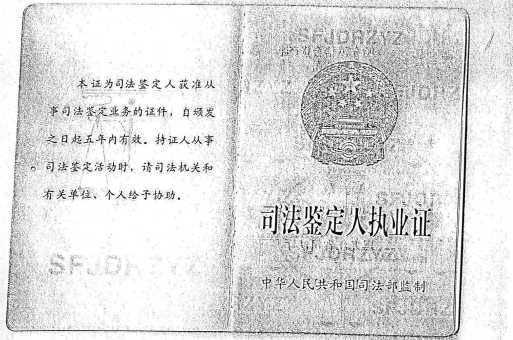 本证为司法鉴定人获准从
事司法鉴定业务的证件，自颁发
之日起五年内有效。持证人从事
司法鉴定活动时，请司法机关和
有关单位、个人给予协助。
SFJDRZYZ
SFJDRZYZ
司法鉴定人执业证
中华人民共和国司法部监制